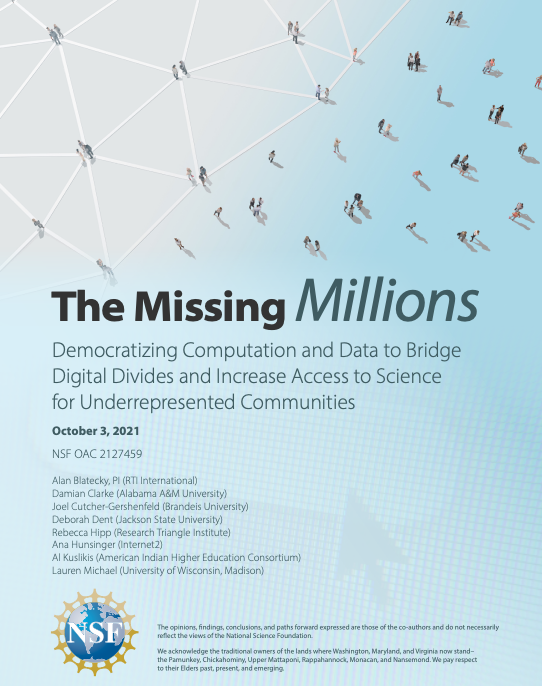 The Missing Millions
Democratizing Computation and Data to Bridge
Digital Divides and Increase Access to Science
for Underrepresented Communities
October 3, 2021
NSF OAC 2127459
Alan Blatecky, PI (RTI International)
Damian Clarke (Alabama A&M University)
Joel Cutcher-Gershenfeld (Brandeis University)
Deborah Dent (Jackson State University)
Rebecca Hipp (Research Triangle Institute)
Ana Hunsinger (Internet2)
Al Kuslikis (American Indian Higher Education Consortium)
Lauren Michael (University of Wisconsin, Madison)
NSF
The opinions, findings, conclusions, and paths forward expressed are those of the co-authors and do not necessarily
reflect the views of the National Science Foundation.
We acknowledge the traditional owners of the lands where Washington, Maryland, and Virginia now stand–
the Pamunkey, Chickahominy, Upper Mattaponi, Rappahannock, Monacan, and Nansemond. We pay respect
to their Elders past, present, and emerging.